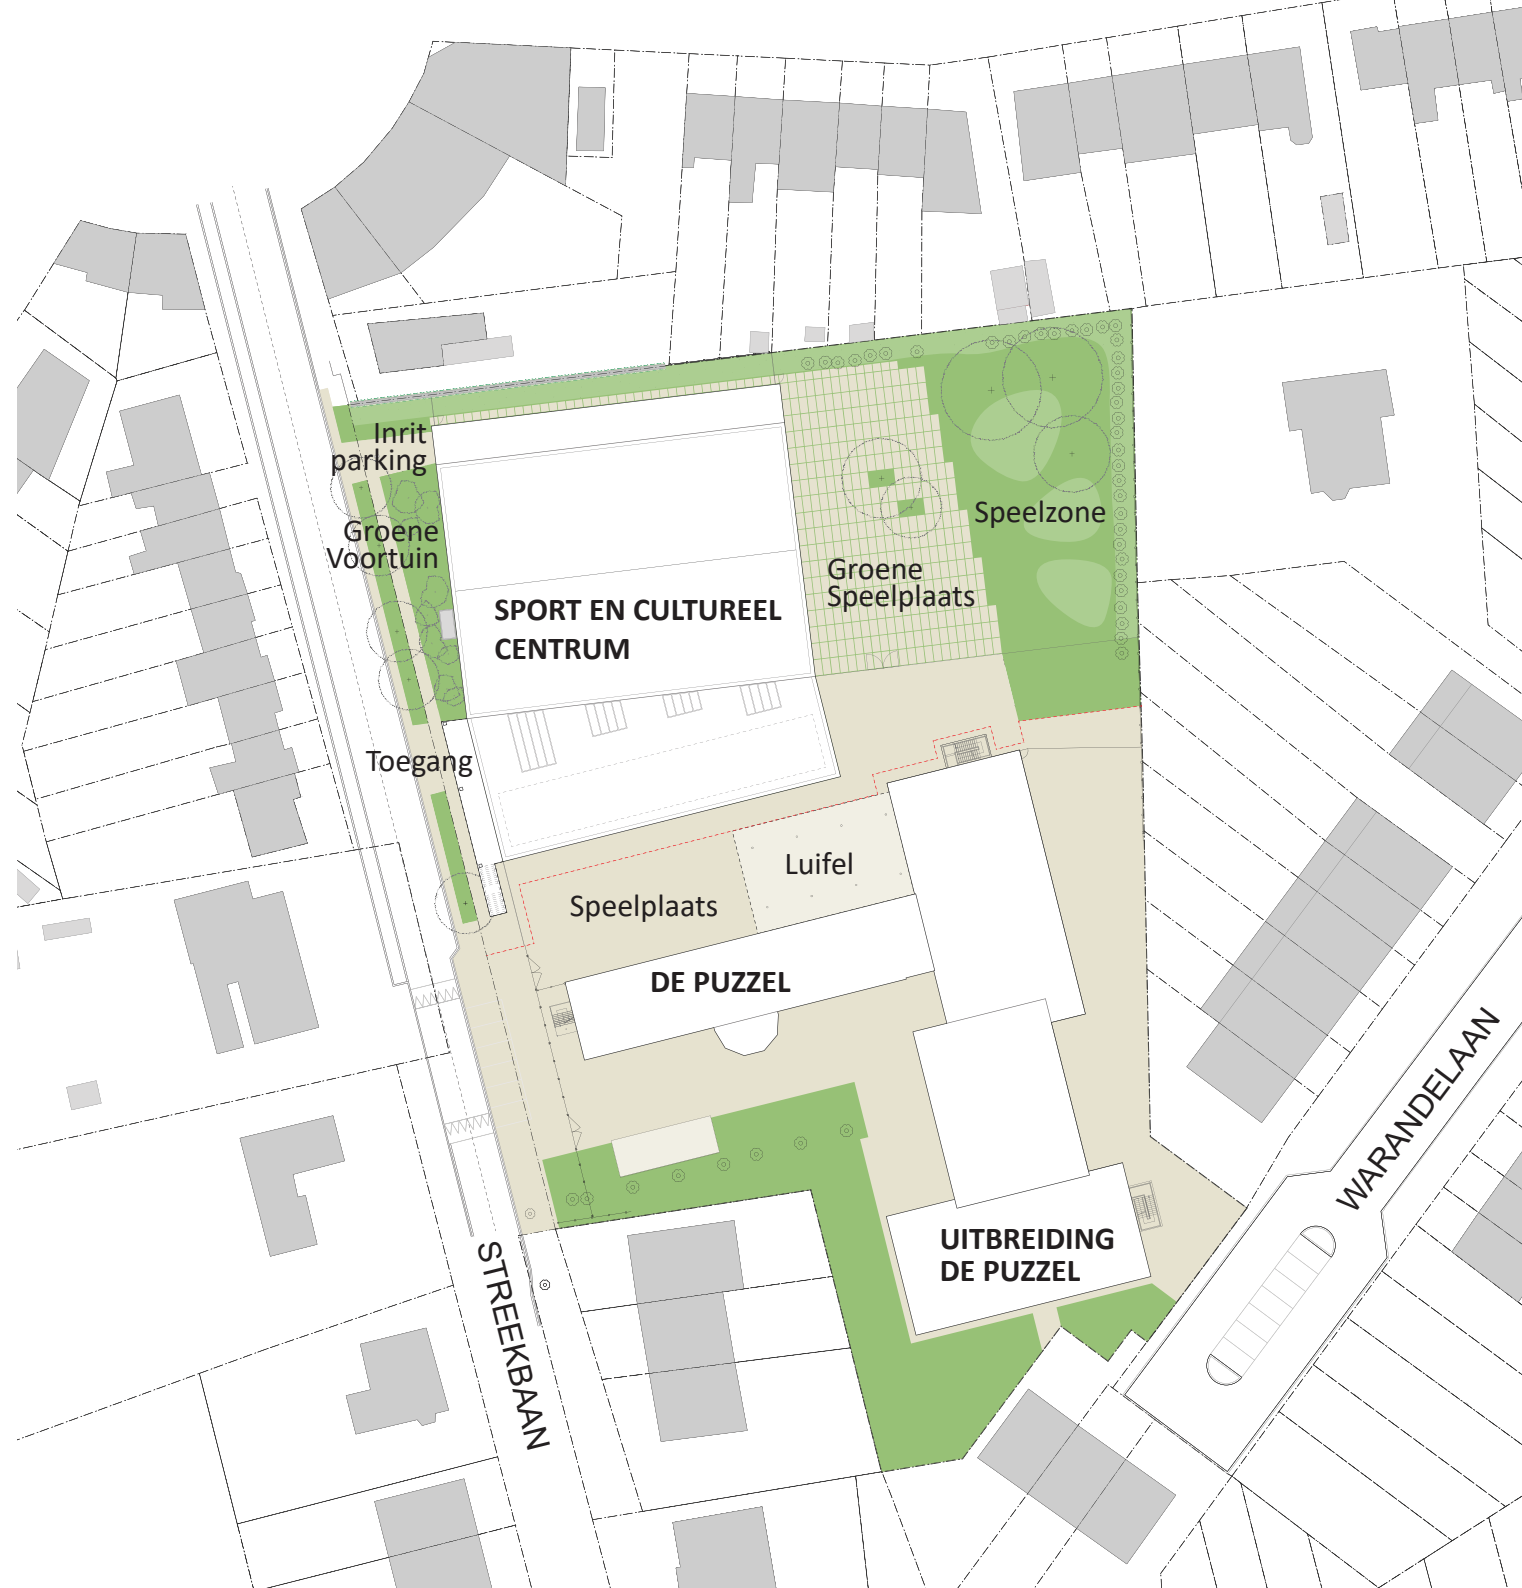 Inrit
parking
Groene
Voortuin
Speelzone
Groene
Speelplaats
SPORT EN CULTUREEL
CENTRUM
Toegang
Luifel
Speelplaats
DE PUZZEL
WARANDELAAN
UITBREIDING
DE PUZZEL
STREEKBAAN